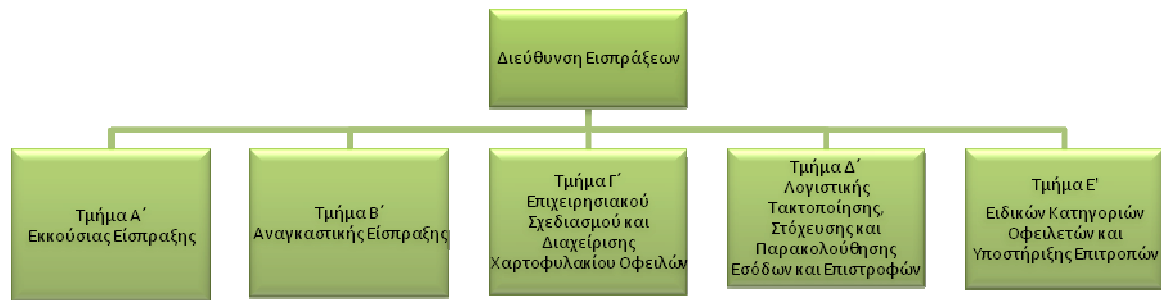 Διεύθυνση Εισπράξεων
Τμήμα Α΄
Εκκούσιας Είσπραξης
Τμήμα Β΄
Αναγκαστικής Είσπραξης
Τμήμα Γ΄
Επιχειρησιακού
Σχεδιασμού και
Διαχείρισης
Χαρτοφυλακίου Οφειλών
Τμήμα Δ΄
Λογιστικής
Τακτοποίησης,
Στόχευσης και
Παρακολούθησης
Εσόδων και Επιστροφών
Τμήμα Ε'
Ειδικών Κατηγοριών
Οφειλετών και
Υποστήριξης Επιτροπών